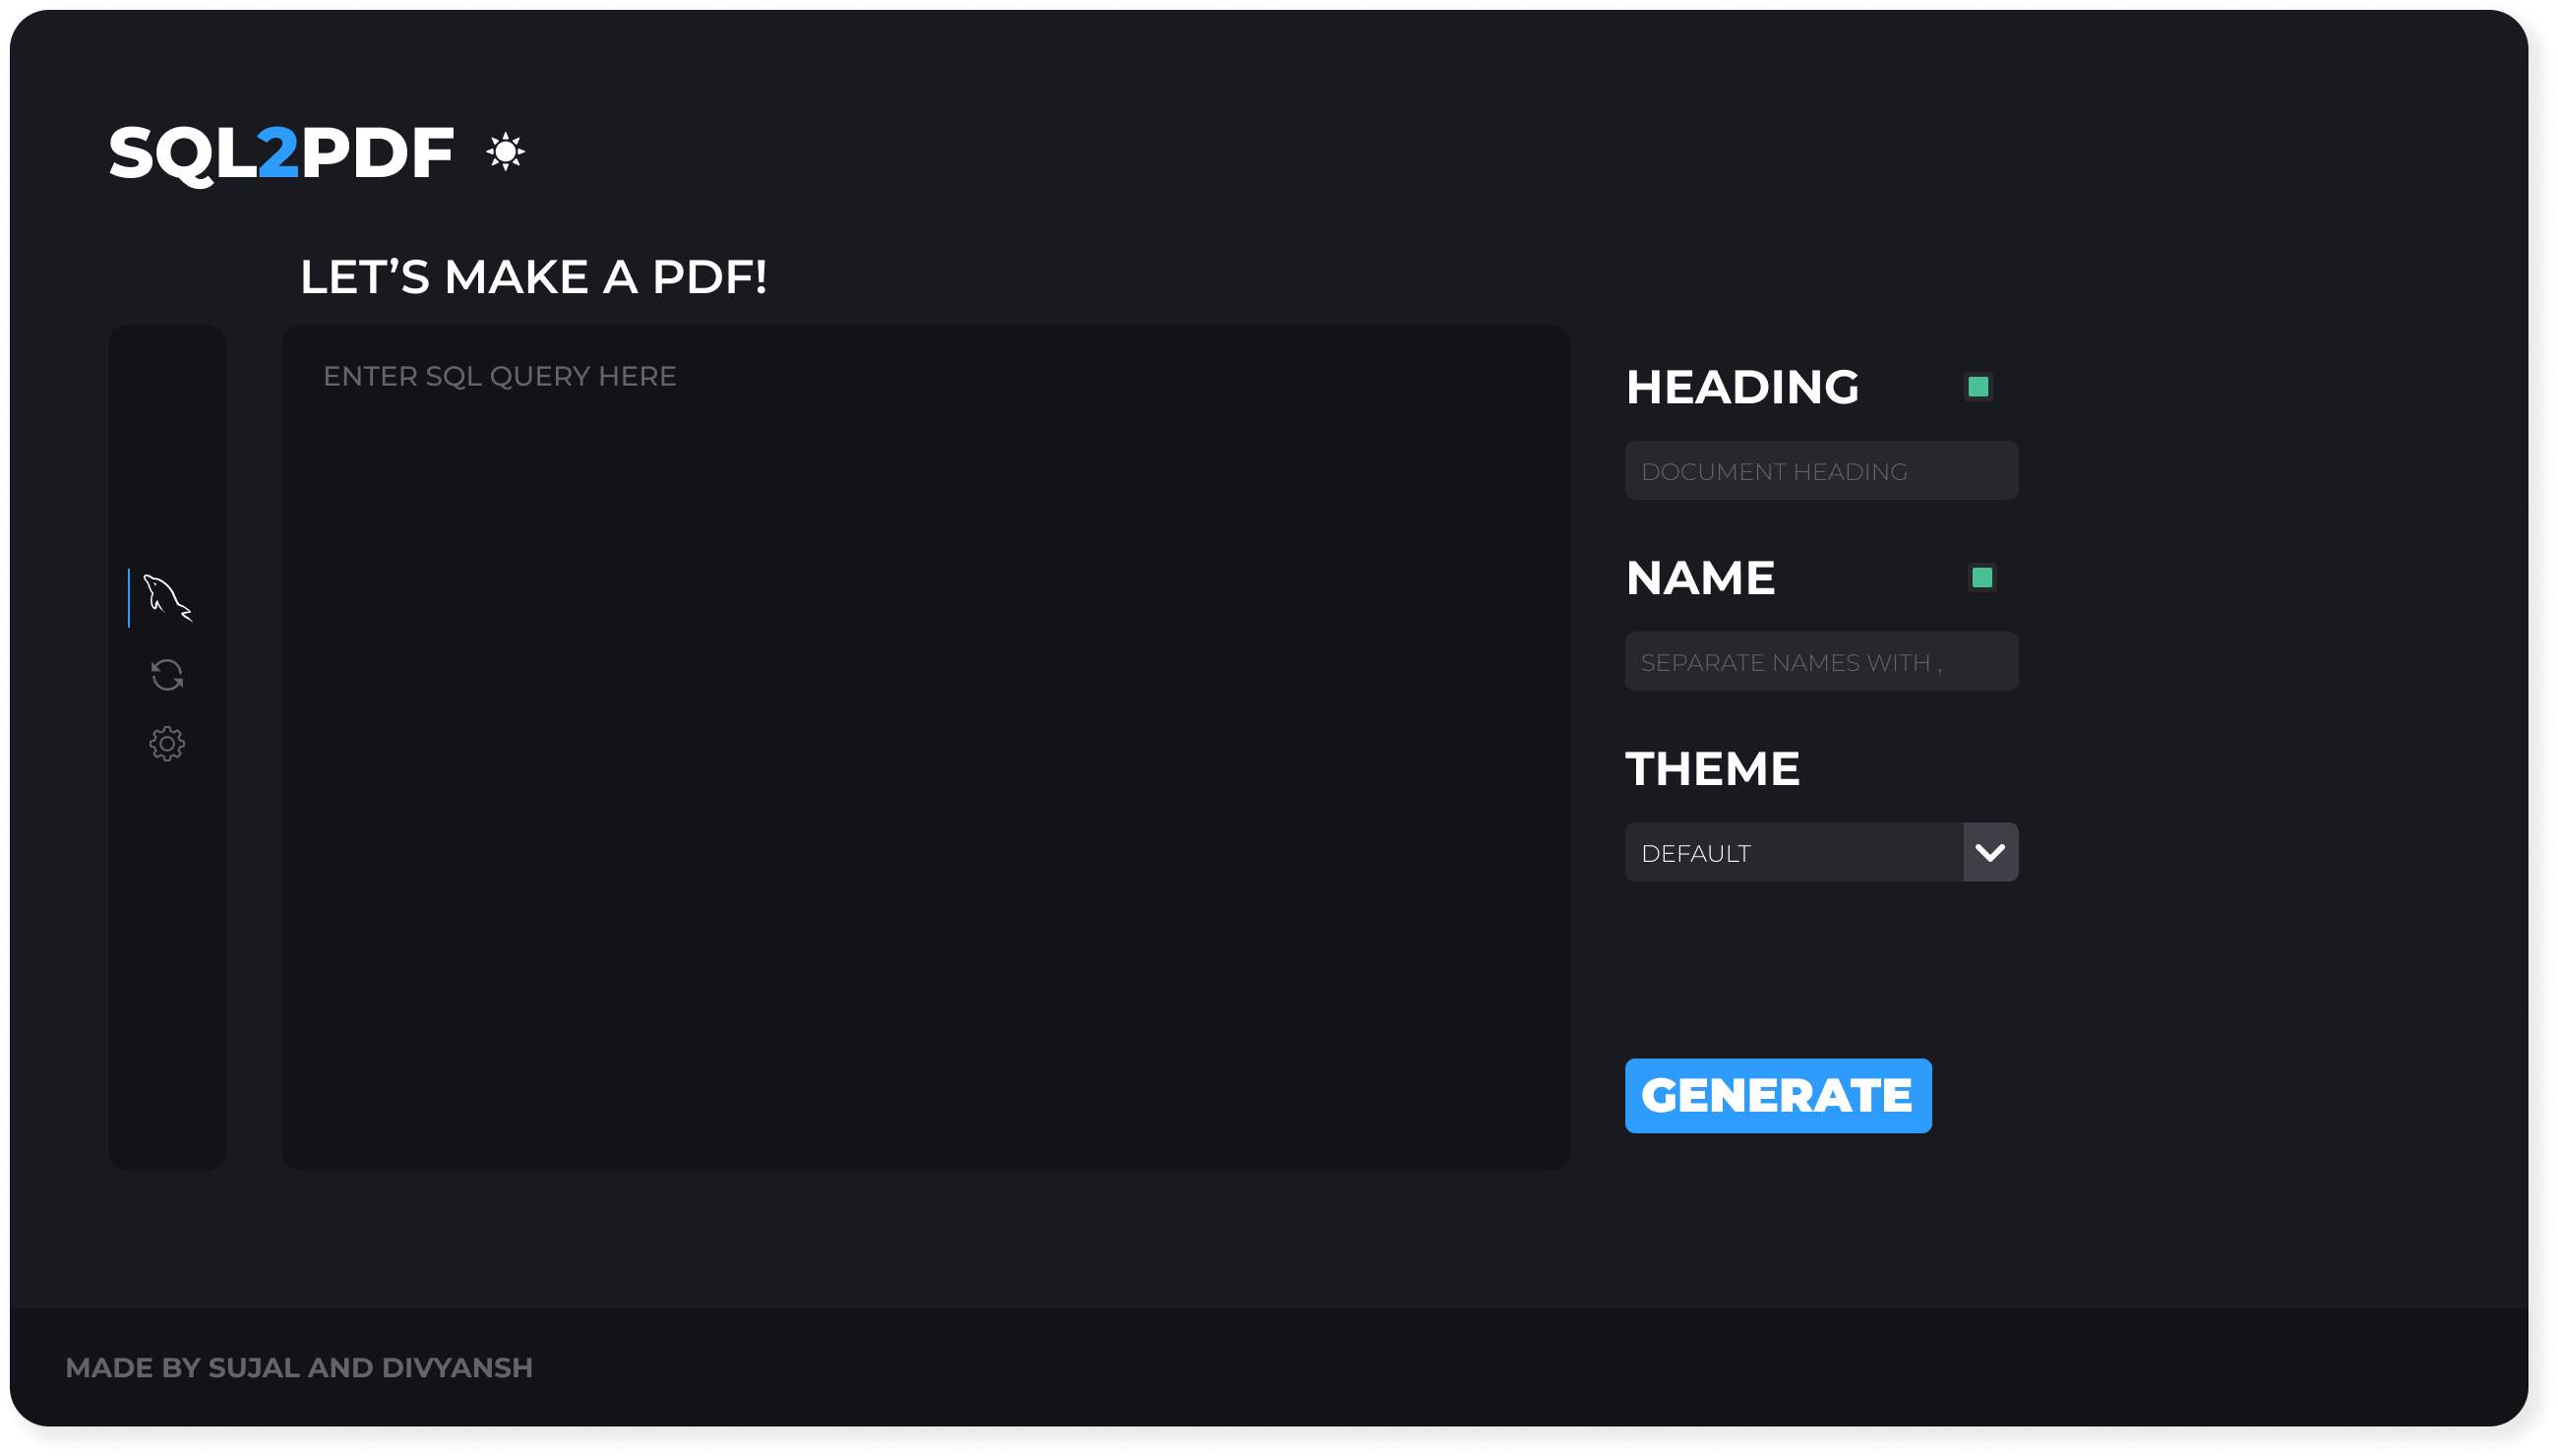 SQL2PDF
LET’S MAKE A PDF!
ENTER SQL QUERY HERE
HEADING
DOCUMENT HEADING
NAME
SEPARATE NAMES WITH ,
THEME
DEFAULT
GENERATE
MADE BY SUJAL AND DIVYANSH